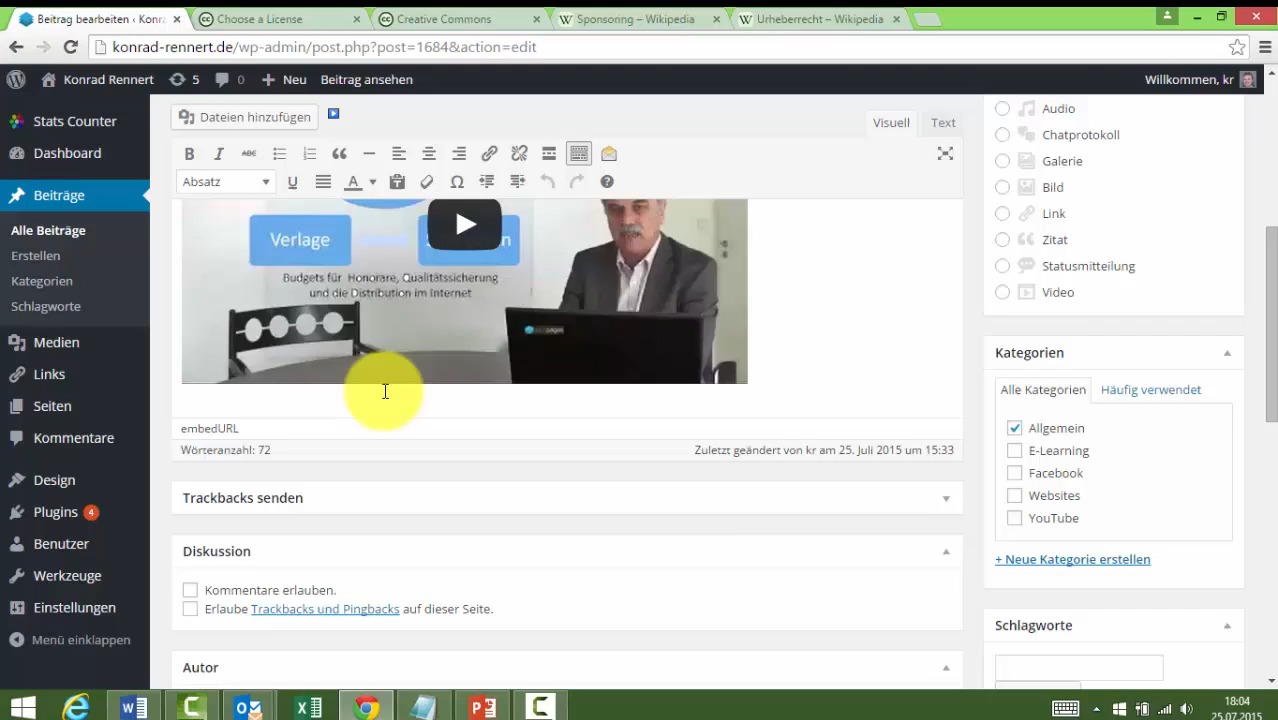 Beitrag bearbeiten ‹ Konra
Choose a License
Creative Commons
Sponsoring – Wikipedia
Urheberrecht – Wikipedia
konrad-rennert.de/wp-admin/post.php?post=1684&action=edit
Konrad Rennert
5
0
Neu
Beitrag ansehen
Willkommen, kr
Stats Counter
Dashboard
Beiträge
Alle Beiträge
Erstellen
Kategorien
Schlagworte
Medien
Links
Seiten
Kommentare
Design
Plugins 4
Benutzer
Werkzeuge
Einstellungen
Menü einklappen
Dateien hinzufügen
Visuell
Text
B I ABC
Absatz
U A Ω
Verlage
Budgets für Honorare, Qualitätssicherung
und die Distribution im Internet
embedURL
Wörteranzahl: 72
Zuletzt geändert von kr am 25. Juli 2015 um 15:33
Trackbacks senden
Diskussion
Kommentare erlauben.
Erlaube Trackbacks und Pingbacks auf dieser Seite.
Autor
Audio
Chatprotokoll
Galerie
Bild
Link
Zitat
Statusmitteilung
Video
Kategorien
Alle Kategorien
Häufig verwendet
Allgemein
E-Learning
Facebook
Websites
YouTube
+ Neue Kategorie erstellen
Schlagworte
18:04
25.07.2015